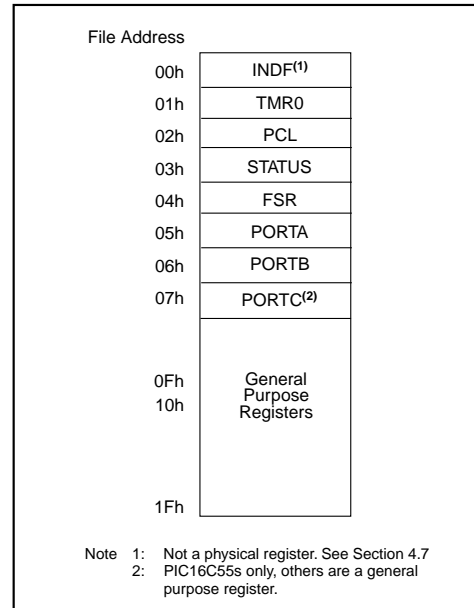 File Address
00h INDF(1)
01h TMR0
02h PCL
03h STATUS
04h FSR
05h PORTA
06h PORTB
07h PORTC(2)
0Fh General
Purpose
10h Registers
1Fh
Note 1: Not a physical register. See Section 4.7
2: PIC16C55s only, others are a general
purpose register.